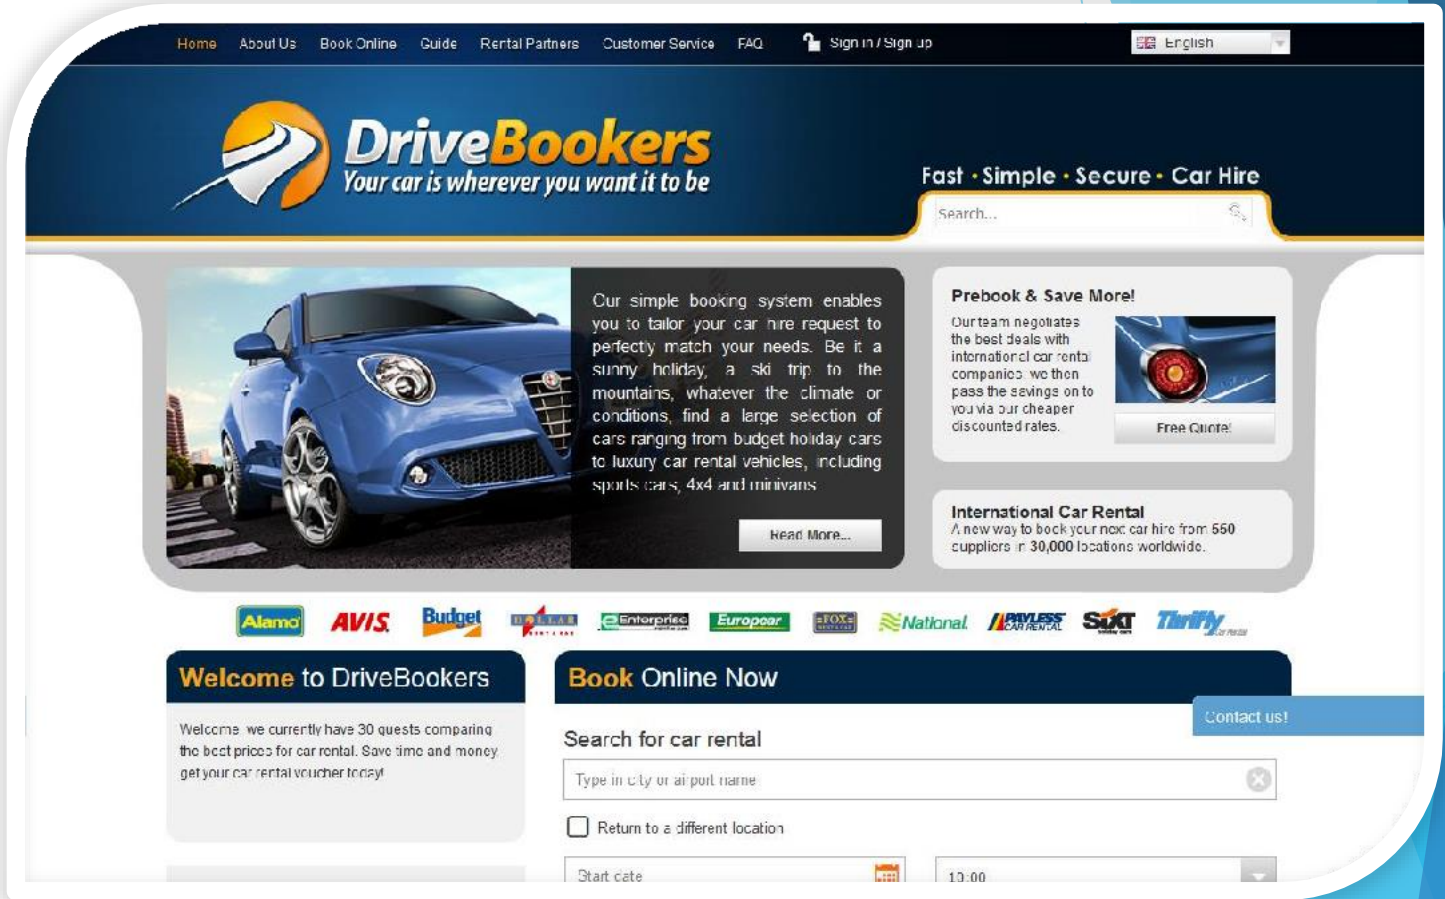 Home About Us Book Online Guide Rental Partners Customer Service FAQ Sign in / Sign up English
DriveBookers
Your car is wherever you want it to be
Fast · Simple · Secure · Car Hire
Search...
Our simple booking system enables
you to tailor your car hire request to
perfectly match your needs. Be it a
sunny holiday, a ski trip to the
mountains, whatever the climate or
conditions, find a large selection of
cars ranging from budget holiday cars
to luxury car rental vehicles, including
sports cars, 4x4 and minivans
Read More...
Prebook & Save More!
Our team negotiates
the best deals with
international car rental
companies, we then
pass the savings on to
you via our cheaper
discounted rates.
Free Quote!
International Car Rental
A new way to book your next car hire from 550
suppliers in 30,000 locations worldwide.
Alamo AVIS Budget DOLLAR RENT A CAR Enterprise Europcar FOX National PAYLESS CAR RENTAL SiXT Thrifty Car Rental
Welcome to DriveBookers
Welcome, we currently have 30 guests comparing
the best prices for car rental. Save time and money,
get your car rental voucher today!
Book Online Now
Contact us!
Search for car rental
Type in city or airport name
Return to a different location
Start date 10:00